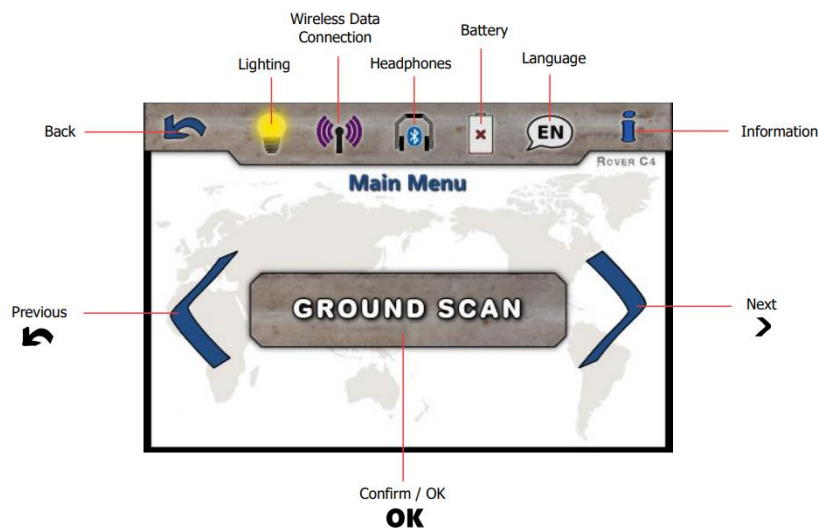 Wireless Data
Connection
Battery
Lighting
Headphones
Language
Back
EN
Information
ROVER C4
Main Menu
GROUND SCAN
Previous
Next
Confirm / OK
OK